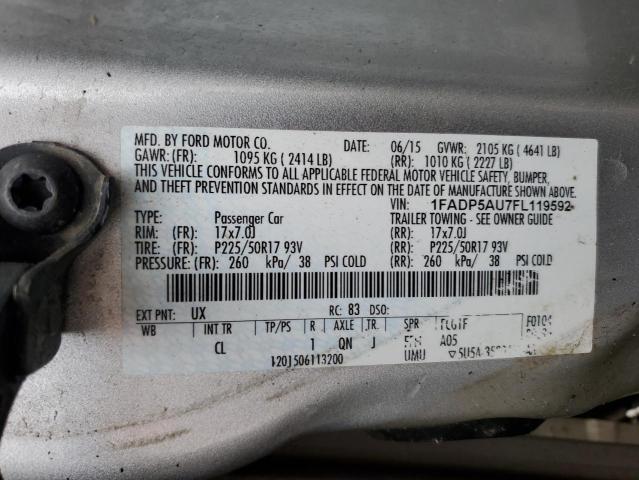 MFD. BY FORD MOTOR CO. DATE: 06/15 GVWR: 2105 KG ( 4641 LB)
GAWR: (FR): 1095 KG ( 2414 LB) (RR): 1010 KG ( 2227 LB)
THIS VEHICLE CONFORMS TO ALL APPLICABLE FEDERAL MOTOR VEHICLE SAFETY, BUMPER,
AND THEFT PREVENTION STANDARDS IN EFFECT ON THE DATE OF MANUFACTURE SHOWN ABOVE.
VIN: 1FADP5AU7FL119592
TYPE: Passenger Car TRAILER TOWING - SEE OWNER GUIDE
RIM: (FR): 17x7.0J (RR): 17x7.0J
TIRE: (FR): P225/50R17 93V (RR): P225/50R17 93V
PRESSURE: (FR): 260 kPa/ 38 PSI COLD (RR): 260 kPa/ 38 PSI COLD
EXT PNT: UX RC: 83 DSO:
WB INT TR TP/PS R AXLE TR. SPR
CL 1 QN J A05
1201506113200 UMU